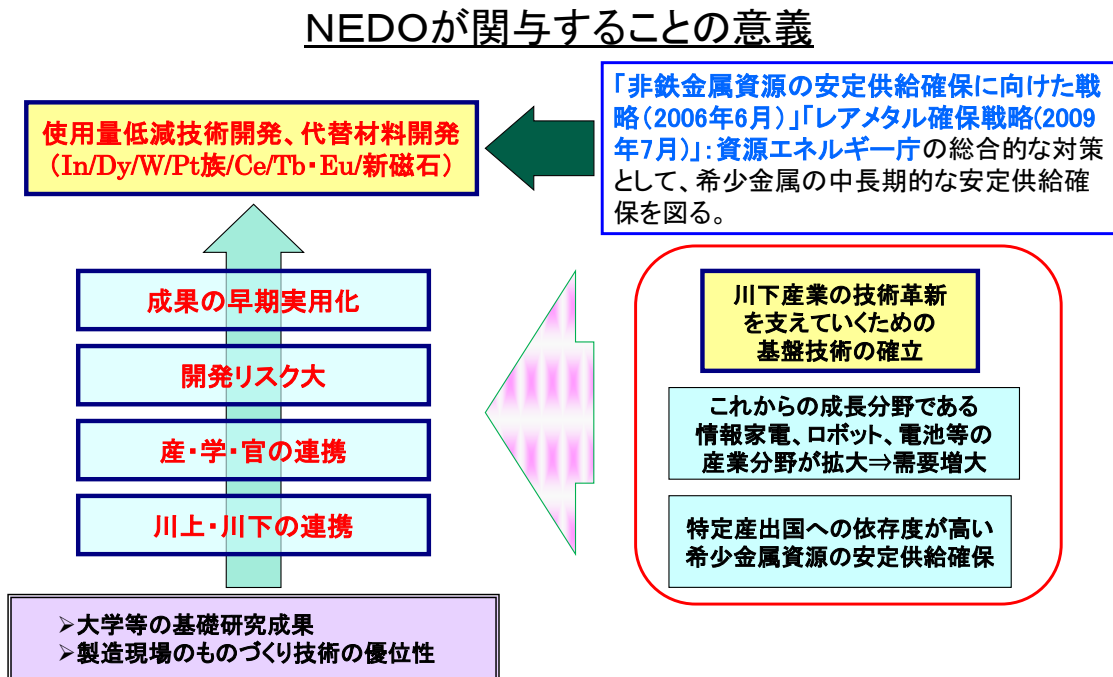 NEDOが関与することの意義
使用量低減技術開発、代替材料開発
(In/Dy/W/Pt族/Ce/Tb・Eu/新磁石)
「非鉄金属資源の安定供給確保に向けた戦
略(2006年6月)」「レアメタル確保戦略(2009
年7月)」:資源エネルギー庁の総合的な対策
として、希少金属の中長期的な安定供給確
保を図る。
成果の早期実用化
開発リスク大
産・学・官の連携
川上・川下の連携
川下産業の技術革新
を支えていくための
基盤技術の確立
これからの成長分野である
情報家電、ロボット、電池等の
産業分野が拡大⇒需要増大
特定産出国への依存度が高い
希少金属資源の安定供給確保
➢大学等の基礎研究成果
➢製造現場のものづくり技術の優位性